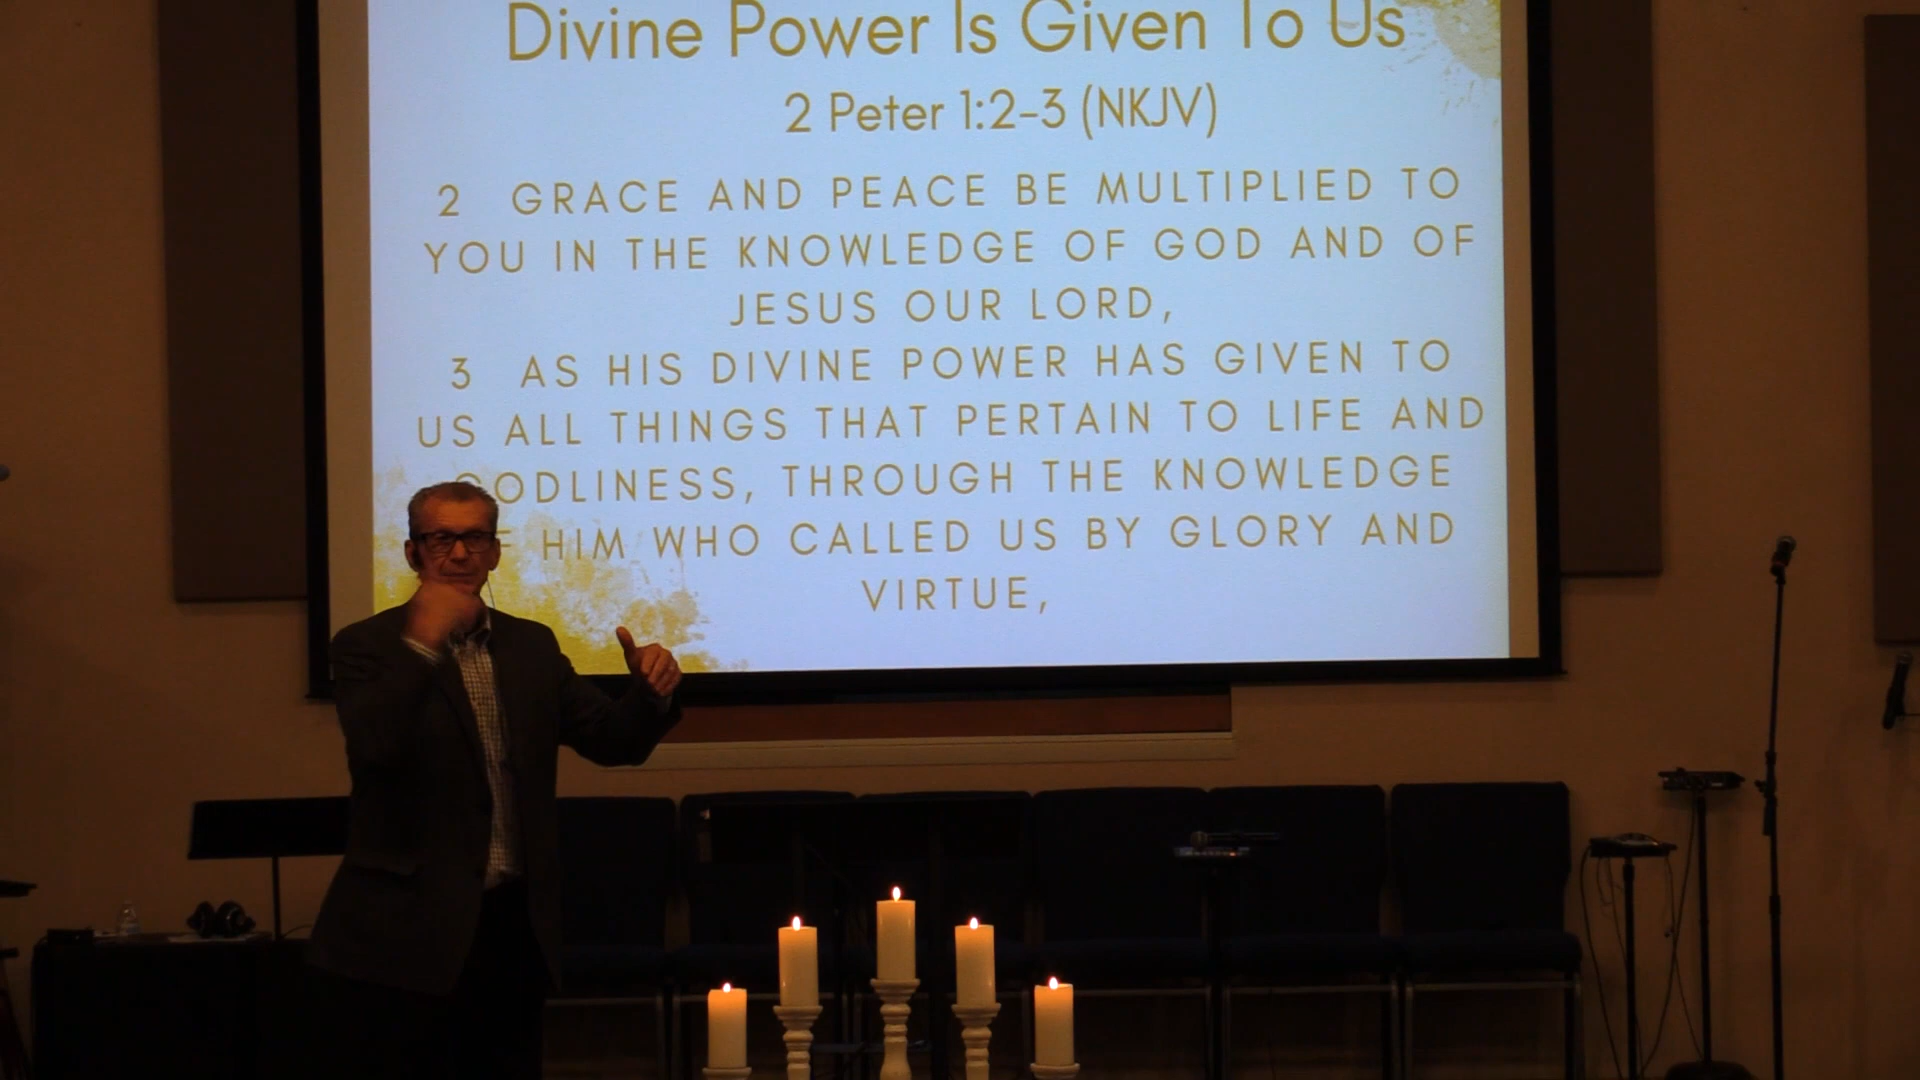 Divine Power Is Given To Us
2 Peter 1:2-3 (NKJV)
2 GRACE AND PEACE BE MULTIPLIED TO
YOU IN THE KNOWLEDGE OF GOD AND OF
JESUS OUR LORD,
3 AS HIS DIVINE POWER HAS GIVEN TO
US ALL THINGS THAT PERTAIN TO LIFE AND
GODLINESS, THROUGH THE KNOWLEDGE
HIM WHO CALLED US BY GLORY AND
VIRTUE,